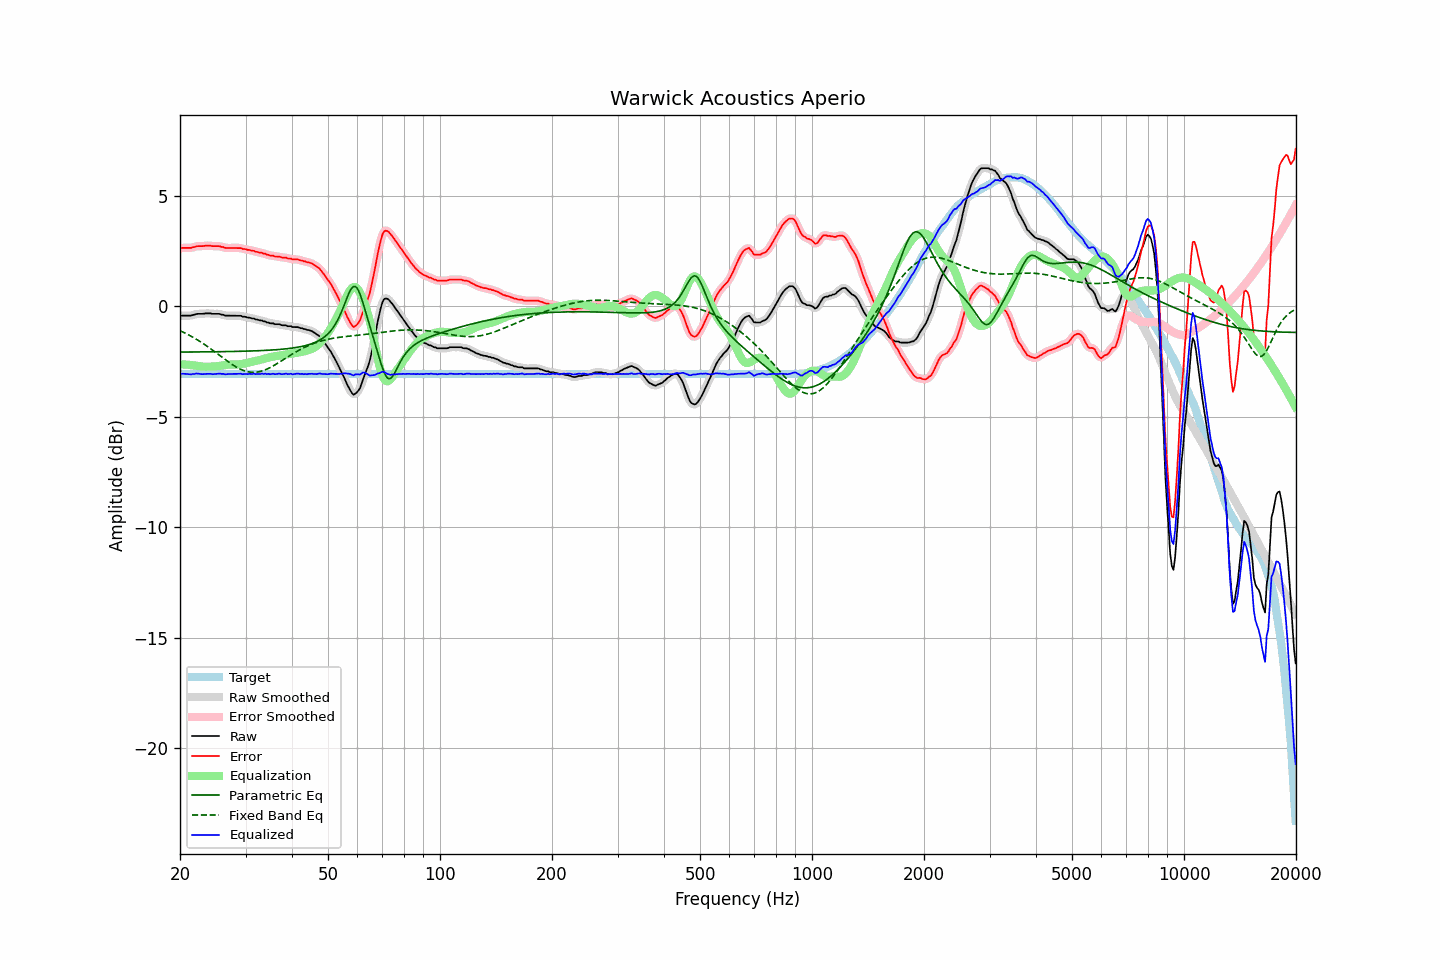 Warwick Acoustics Aperio
Amplitude (dBr)
5
0
−5
−10
−15
−20
Target
Raw Smoothed
Error Smoothed
Raw
Error
Equalization
Parametric Eq
Fixed Band Eq
Equalized
20 50 100 200 500 1000 2000 5000 10000 20000
Frequency (Hz)